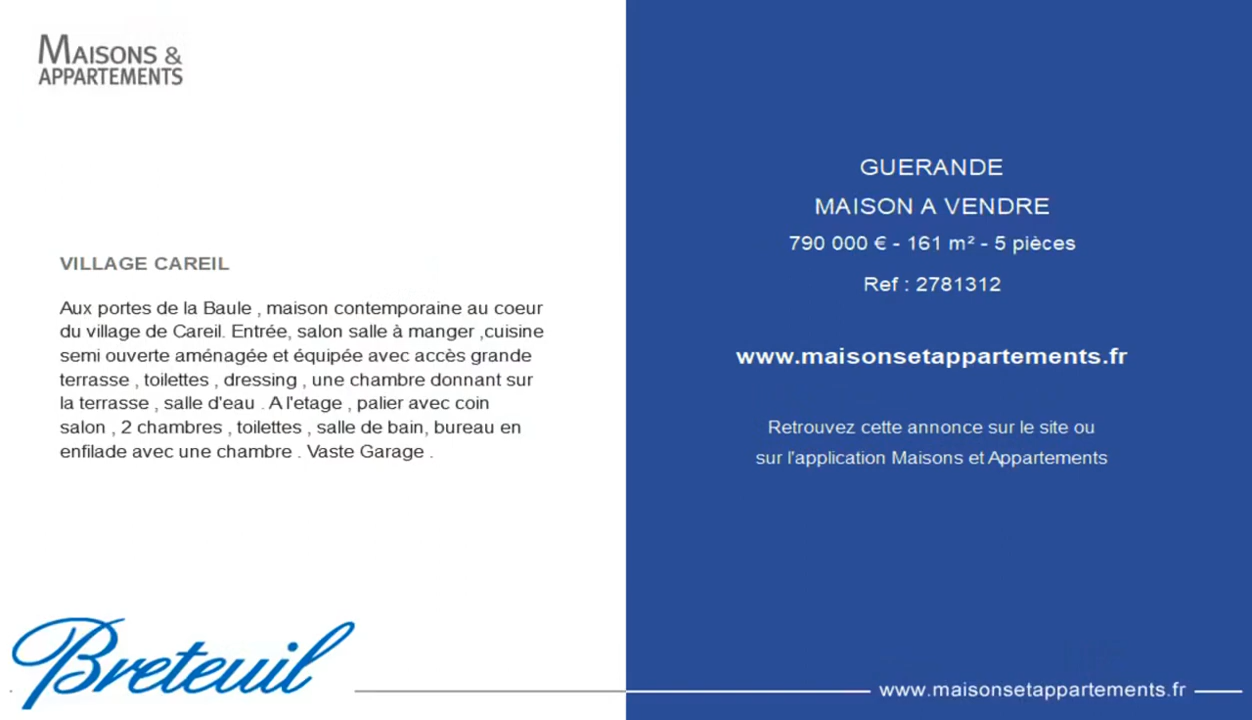 MAISONS &
APPARTEMENTS
VILLAGE CAREIL
Aux portes de la Baule , maison contemporaine au coeur
du village de Careil. Entrée, salon salle à manger ,cuisine
semi ouverte aménagée et équipée avec accès grande
terrasse , toilettes , dressing , une chambre donnant sur
la terrasse , salle d'eau . A l'etage , palier avec coin
salon , 2 chambres , toilettes , salle de bain, bureau en
enfilade avec une chambre . Vaste Garage .
Breteuil
GUERANDE
MAISON A VENDRE
790 000 € - 161 m² - 5 pièces
Ref : 2781312
www.maisonsetappartements.fr
Retrouvez cette annonce sur le site ou
sur l'application Maisons et Appartements
www.maisonsetappartements.fr